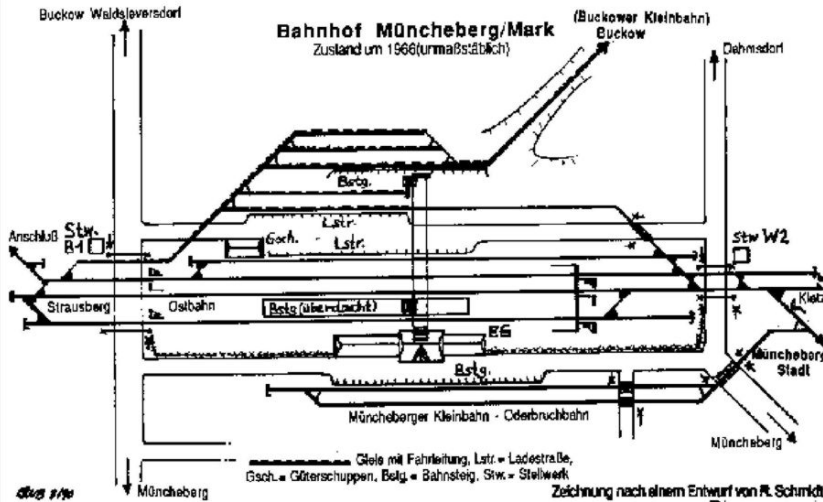 Buckow Waldsieversdorf
Bahnhof Müncheberg/Mark
Zustand um 1966(unmaßstäblich)
(Buckower Kleinbahn)
Buckow
Dahmsdorf
Bstg.
Lstr.
Anschluß
Stw.
B1
Gsch.
Lstr.
Stw W2
Strausberg
Ostbahn
Bstg (überdacht)
EG
Kietz
Müncheberg
Stadt
Bstg.
Müncheberger Kleinbahn - Oderbruchbahn
Müncheberg
Gleis mit Fahrleitung, Lstr. = Ladestraße,
Gsch. = Güterschuppen, Bstg. = Bahnsteig, Stw. = Stellwerk
Müncheberg
Zeichnung nach einem Entwurf von R. Schmidt